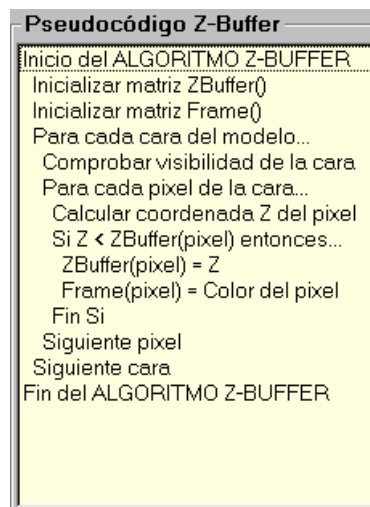 Pseudocódigo Z-Buffer
Inicio del ALGORITMO Z-BUFFER
Inicializar matriz ZBuffer()
Inicializar matriz Frame()
Para cada cara del modelo...
Comprobar visibilidad de la cara
Para cada pixel de la cara...
Calcular coordenada Z del pixel
Si Z < ZBuffer(pixel) entonces...
ZBuffer(pixel) = Z
Frame(pixel) = Color del pixel
Fin Si
Siguiente pixel
Siguiente cara
Fin del ALGORITMO Z-BUFFER